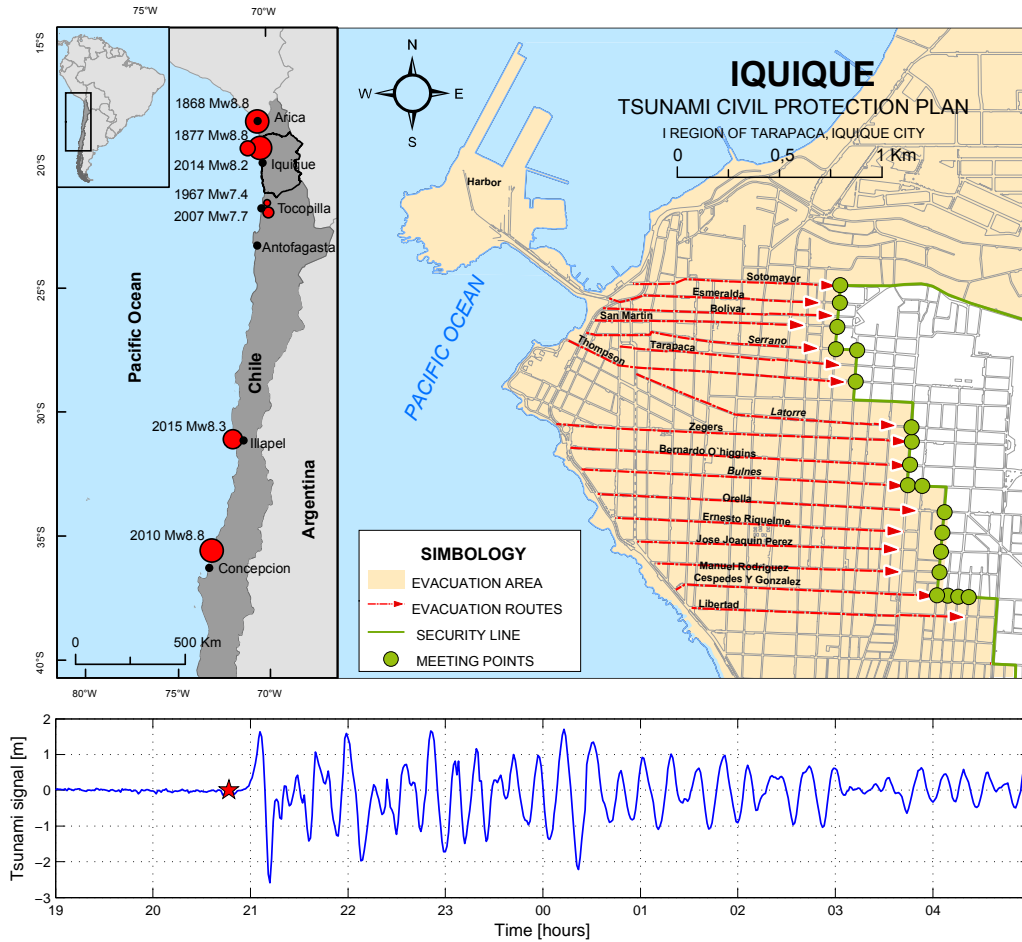 75°W
70°W
15°S
20°S
25°S
30°S
35°S
40°S
1868 Mw8.8
Arica
1877 Mw8.8
2014 Mw8.2
Iquique
1967 Mw7.4
Tocopilla
2007 Mw7.7
Antofagasta
Pacific Ocean
Chile
Argentina
2015 Mw8.3
Illapel
2010 Mw8.8
Concepcion
0
500 Km
80°W
75°W
70°W
N
W
E
S
IQUIQUE
TSUNAMI CIVIL PROTECTION PLAN
I REGION OF TARAPACA, IQUIQUE CITY
0
0,5
1 Km
Harbor
PACIFIC OCEAN
Sotomayor
Esmeralda
Bolivar
San Martin
Serrano
Tarapaca
Thompson
Latorre
Zegers
Bernardo O`higgins
Bulnes
Orella
Ernesto Riquelme
Jose Joaquin Perez
Manuel Rodriguez
Cespedes Y Gonzalez
Libertad
SIMBOLOGY
EVACUATION AREA
EVACUATION ROUTES
SECURITY LINE
MEETING POINTS
Tsunami signal [m]
2
1
0
−1
−2
−3
19
20
21
22
23
00
01
02
03
04
Time [hours]